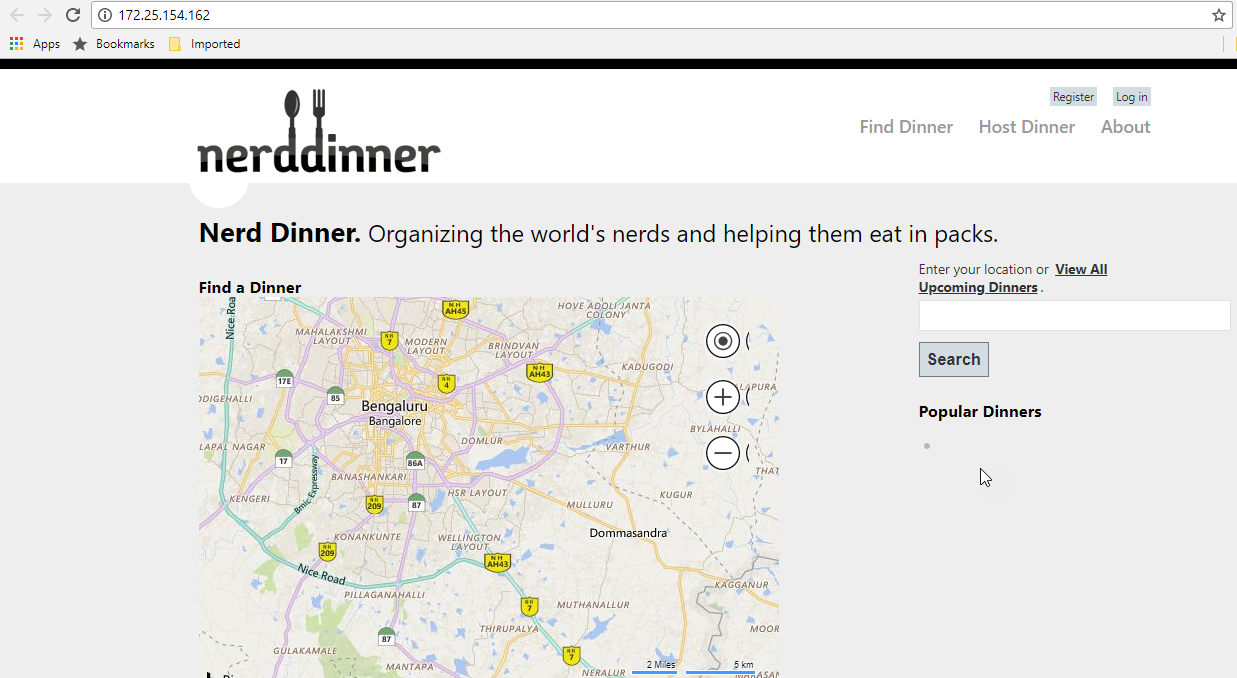 172.25.154.162
Apps Bookmarks Imported
Register Log in
nerddinner
Find Dinner Host Dinner About
Nerd Dinner. Organizing the world's nerds and helping them eat in packs.
Enter your location or View All
Upcoming Dinners .
Search
Popular Dinners
Find a Dinner
Nice Roa
NH
AH45
HOVE ADOLI JANTA
COLONY
MAHALAKSHMI
LAYOUT
NH
7
MODERN
LAYOUT
BRINDVAN
LAYOUT
KADUGODI
17E
NH
4
NH
AH43
ODIGEHALLI
85
Bengaluru
Bangalore
ALAPURA
BYLAHALLI
LAPAL NAGAR
DOMLUR
VARTHUR
17
86A
THAT
BANASHANKARI
Bmic Expressway
KENGERI
NH
209
87
HSR LAYOUT
KUGUR
MULLURU
KONANKUNTE
WELLINGTON
LAYOUT
Dommasandra
NH
209
NH
AH43
Nice Road
KAGGANUR
PILLAGANAHALLI
NH
7
MUTHANALLUR
THIRUPALYA
MOOR
87
GULAKAMALE
NH
7
MANTAPA
NERALUR
2 Miles
5 km